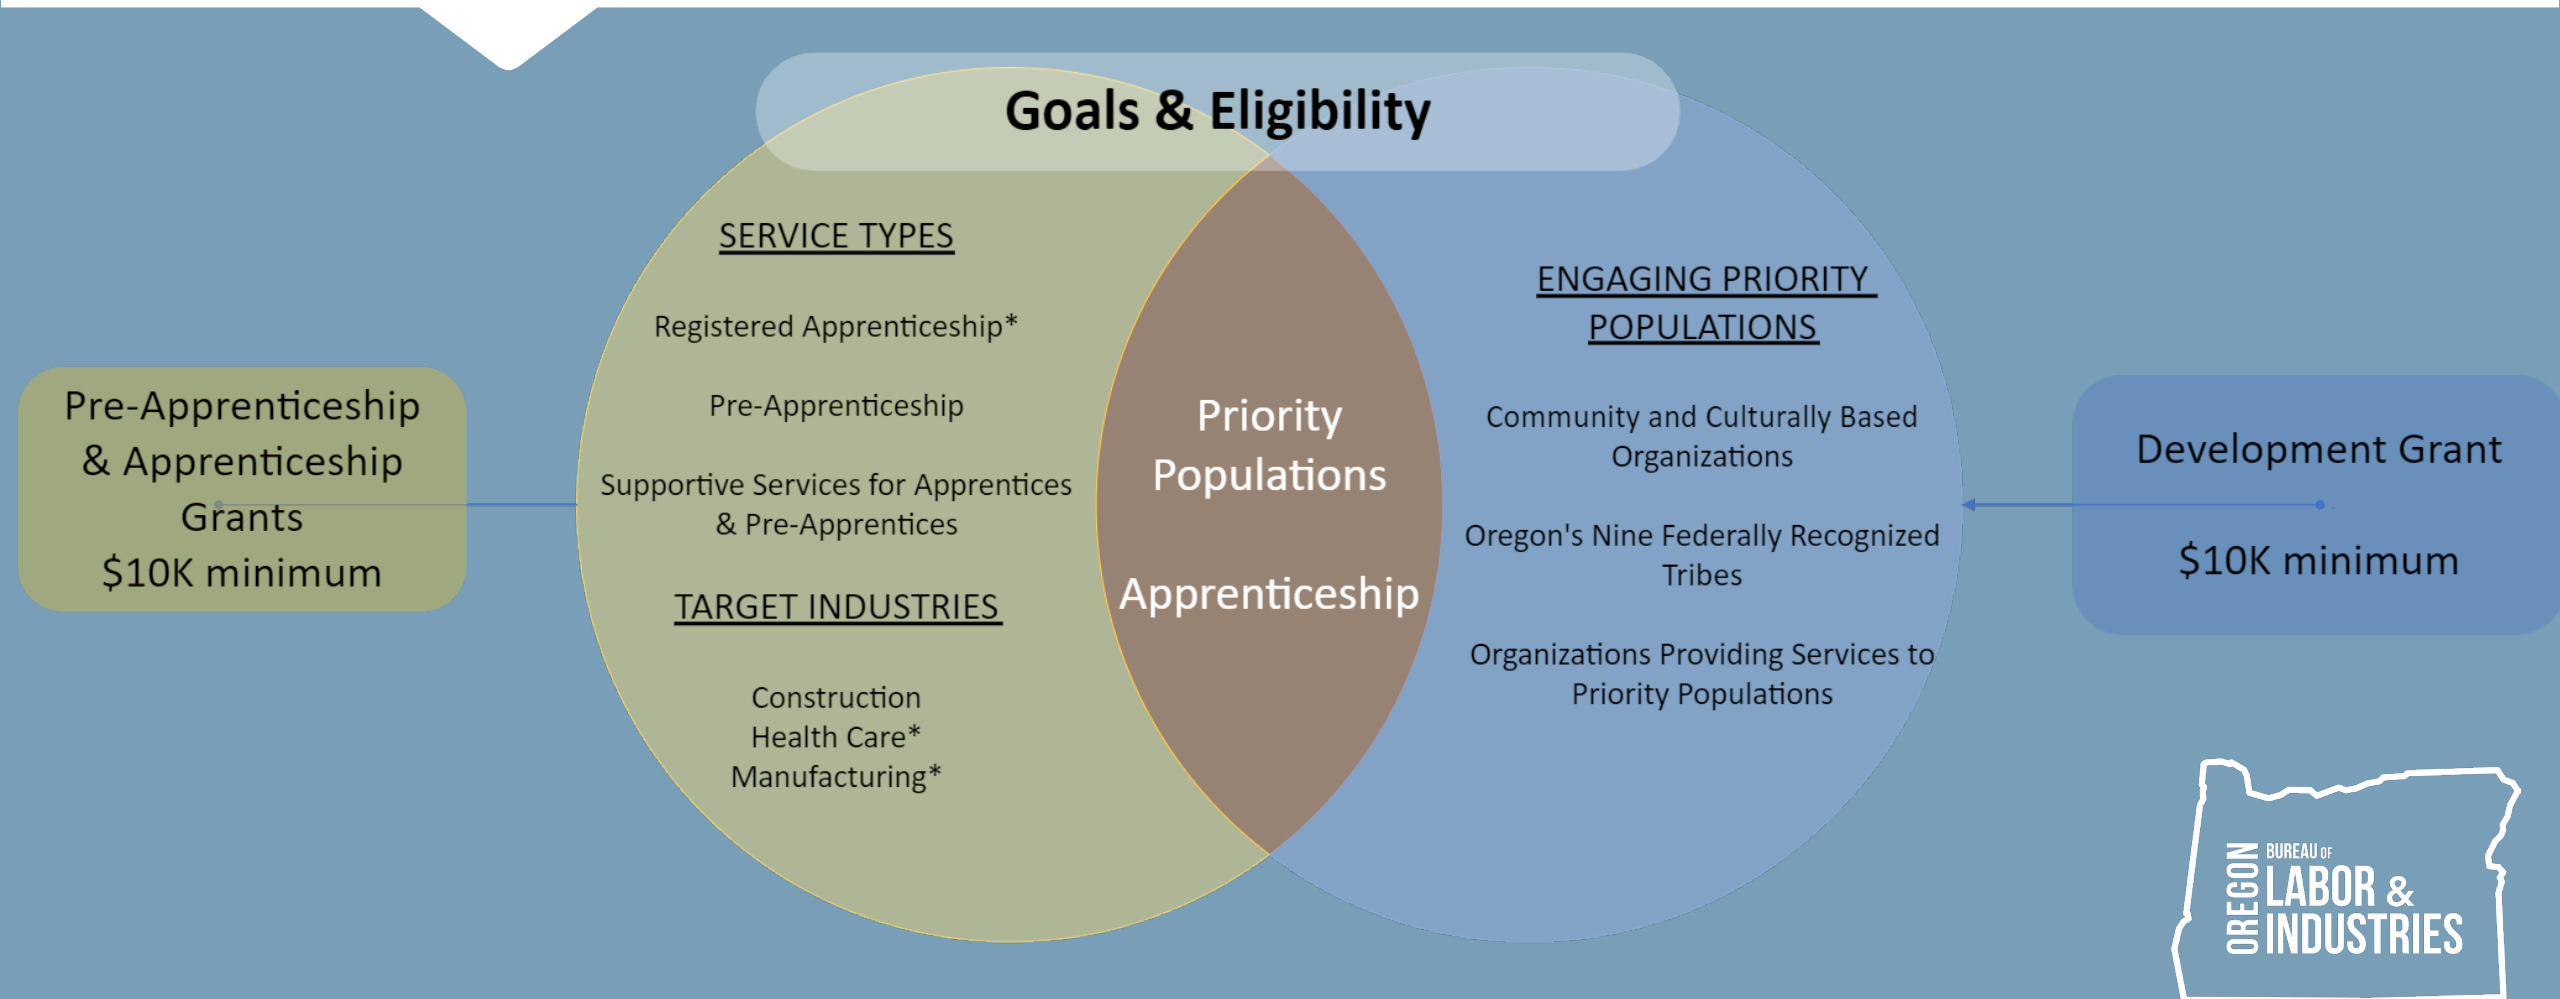 Goals & Eligibility
Pre-Apprenticeship
& Apprenticeship
Grants
$10K minimum
SERVICE TYPES
Registered Apprenticeship*
Pre-Apprenticeship
Supportive Services for Apprentices
& Pre-Apprentices
TARGET INDUSTRIES
Construction
Health Care*
Manufacturing*
Priority
Populations
Apprenticeship
ENGAGING PRIORITY
POPULATIONS
Community and Culturally Based
Organizations
Oregon's Nine Federally Recognized
Tribes
Organizations Providing Services to
Priority Populations
Development Grant
$10K minimum
OREGON
BUREAU OF
LABOR &
INDUSTRIES